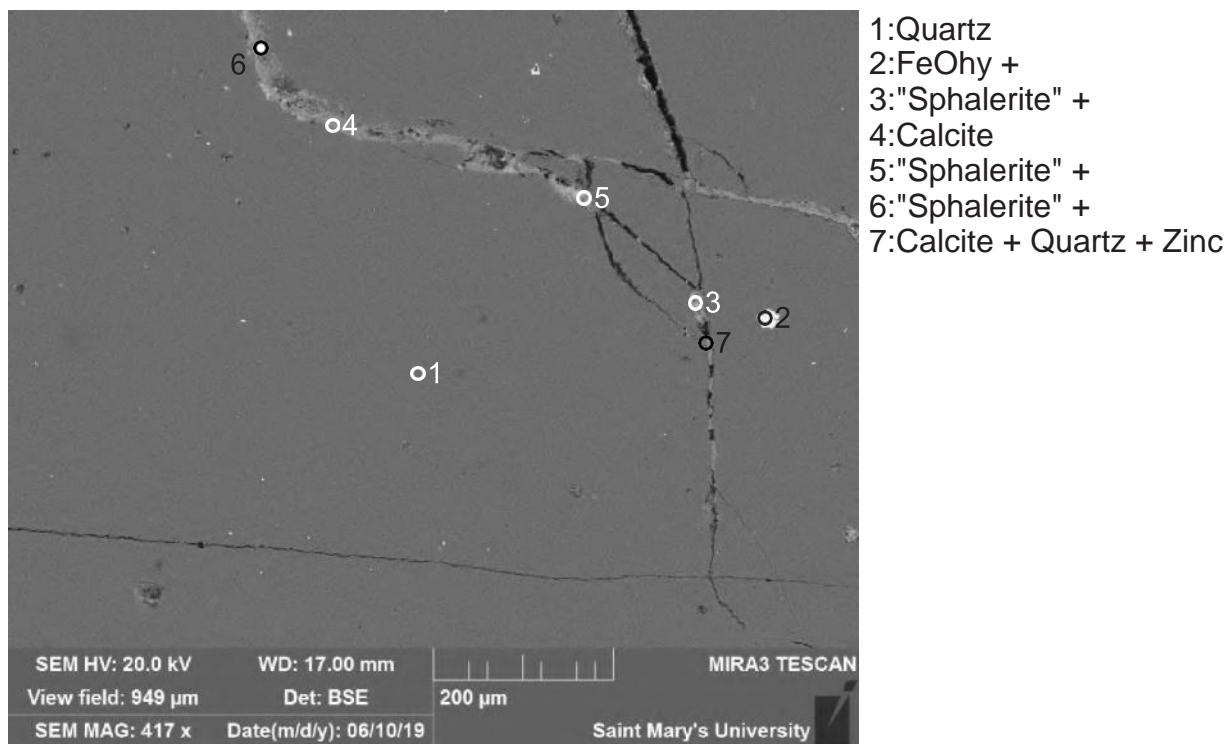 1:Quartz
2:FeOhy +
3:"Sphalerite" +
4:Calcite
5:"Sphalerite" +
6:"Sphalerite" +
7:Calcite + Quartz + Zinc
6
4
5
3
2
7
1
SEM HV: 20.0 kV WD: 17.00 mm MIRA3 TESCAN
View field: 949 µm Det: BSE 200 µm
SEM MAG: 417 x Date(m/d/y): 06/10/19 Saint Mary's University